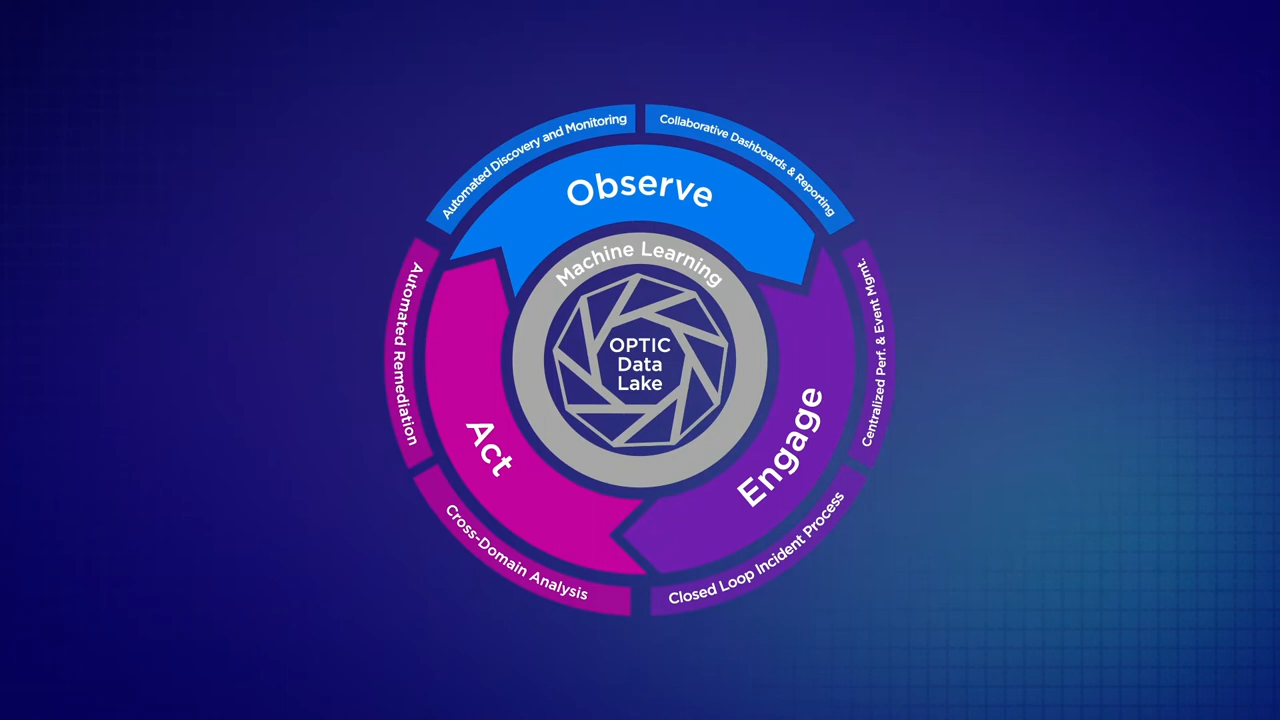 Automated Discovery and Monitoring
Collaborative Dashboards & Reporting
Observe
Machine Learning
OPTIC
Data
Lake
Centralized Perf. & Event Mgmt.
Engage
Closed Loop Incident Process
Act
Cross-Domain Analysis
Automated Remediation